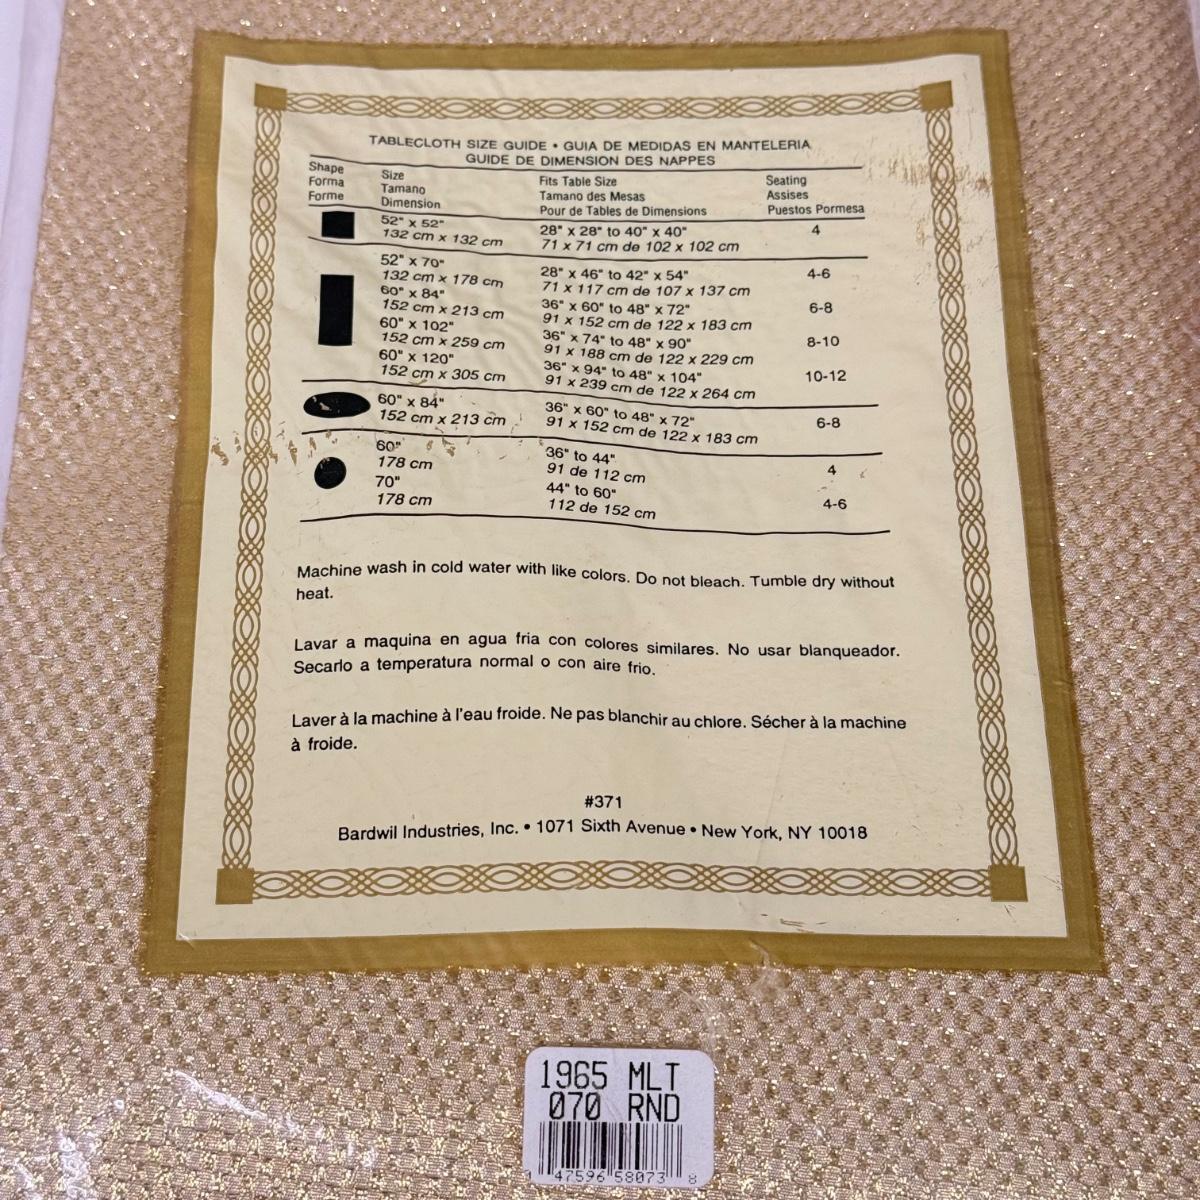 TABLECLOTH SIZE GUIDE • GUIA DE MEDIDAS EN MANTELERIA
GUIDE DE DIMENSION DES NAPPES
Shape Size Fits Table Size Seating
Forma Tamano Tamano des Mesas Assises
Forme Dimension Pour de Tables de Dimensions Puestos Pormesa
52" x 52" 28" x 28" to 40" x 40" 4
132 cm x 132 cm 71 x 71 cm de 102 x 102 cm
52" x 70" 28" x 46" to 42" x 54" 4-6
132 cm x 178 cm 71 x 117 cm de 107 x 137 cm
60" x 84" 36" x 60" to 48" x 72" 6-8
152 cm x 213 cm 91 x 152 cm de 122 x 183 cm
60" x 102" 36" x 74" to 48" x 90" 8-10
152 cm x 259 cm 91 x 188 cm de 122 x 229 cm
60" x 120" 36" x 94" to 48" x 104" 10-12
152 cm x 305 cm 91 x 239 cm de 122 x 264 cm
60" x 84" 36" x 60" to 48" x 72" 6-8
152 cm x 213 cm 91 x 152 cm de 122 x 183 cm
60" 36" to 44" 4
178 cm 91 de 112 cm
70" 44" to 60" 4-6
178 cm 112 de 152 cm
Machine wash in cold water with like colors. Do not bleach. Tumble dry without
heat.
Lavar a maquina en agua fria con colores similares. No usar blanqueador.
Secarlo a temperatura normal o con aire frio.
Laver à la machine à l'eau froide. Ne pas blanchir au chlore. Sécher à la machine
à froide.
#371
Bardwil Industries, Inc. • 1071 Sixth Avenue • New York, NY 10018
1965 MLT
070 RND
47596 58073 8